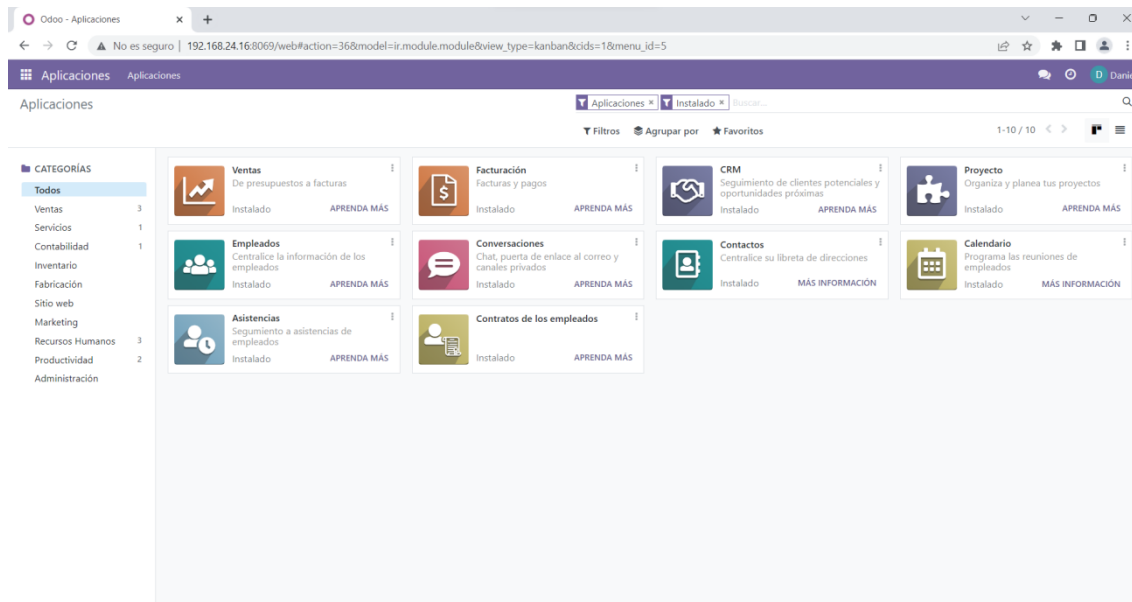 Odoo - Aplicaciones
No es seguro | 192.168.24.16:8069/web#action=36&model=ir.module.module&view_type=kanban&cids=1&menu_id=5
Aplicaciones Aplicaciones
D Danie
Aplicaciones
Aplicaciones × Instalado × Buscar...
Filtros Agrupar por Favoritos
1-10 / 10
CATEGORÍAS
Todos
Ventas 3
Servicios 1
Contabilidad 1
Inventario
Fabricación
Sitio web
Marketing
Recursos Humanos 3
Productividad 2
Administración
Ventas
De presupuestos a facturas
Instalado APRENDA MÁS
Facturación
Facturas y pagos
Instalado APRENDA MÁS
CRM
Seguimiento de clientes potenciales y
oportunidades próximas
Instalado APRENDA MÁS
Proyecto
Organiza y planea tus proyectos
Instalado APRENDA MÁS
Empleados
Centralice la información de los
empleados
Instalado APRENDA MÁS
Conversaciones
Chat, puerta de enlace al correo y
canales privados
Instalado APRENDA MÁS
Contactos
Centralice su libreta de direcciones
Instalado MÁS INFORMACIÓN
Calendario
Programa las reuniones de
empleados
Instalado MÁS INFORMACIÓN
Asistencias
Segumiento a asistencias de
empleados
Instalado APRENDA MÁS
Contratos de los empleados
Instalado APRENDA MÁS